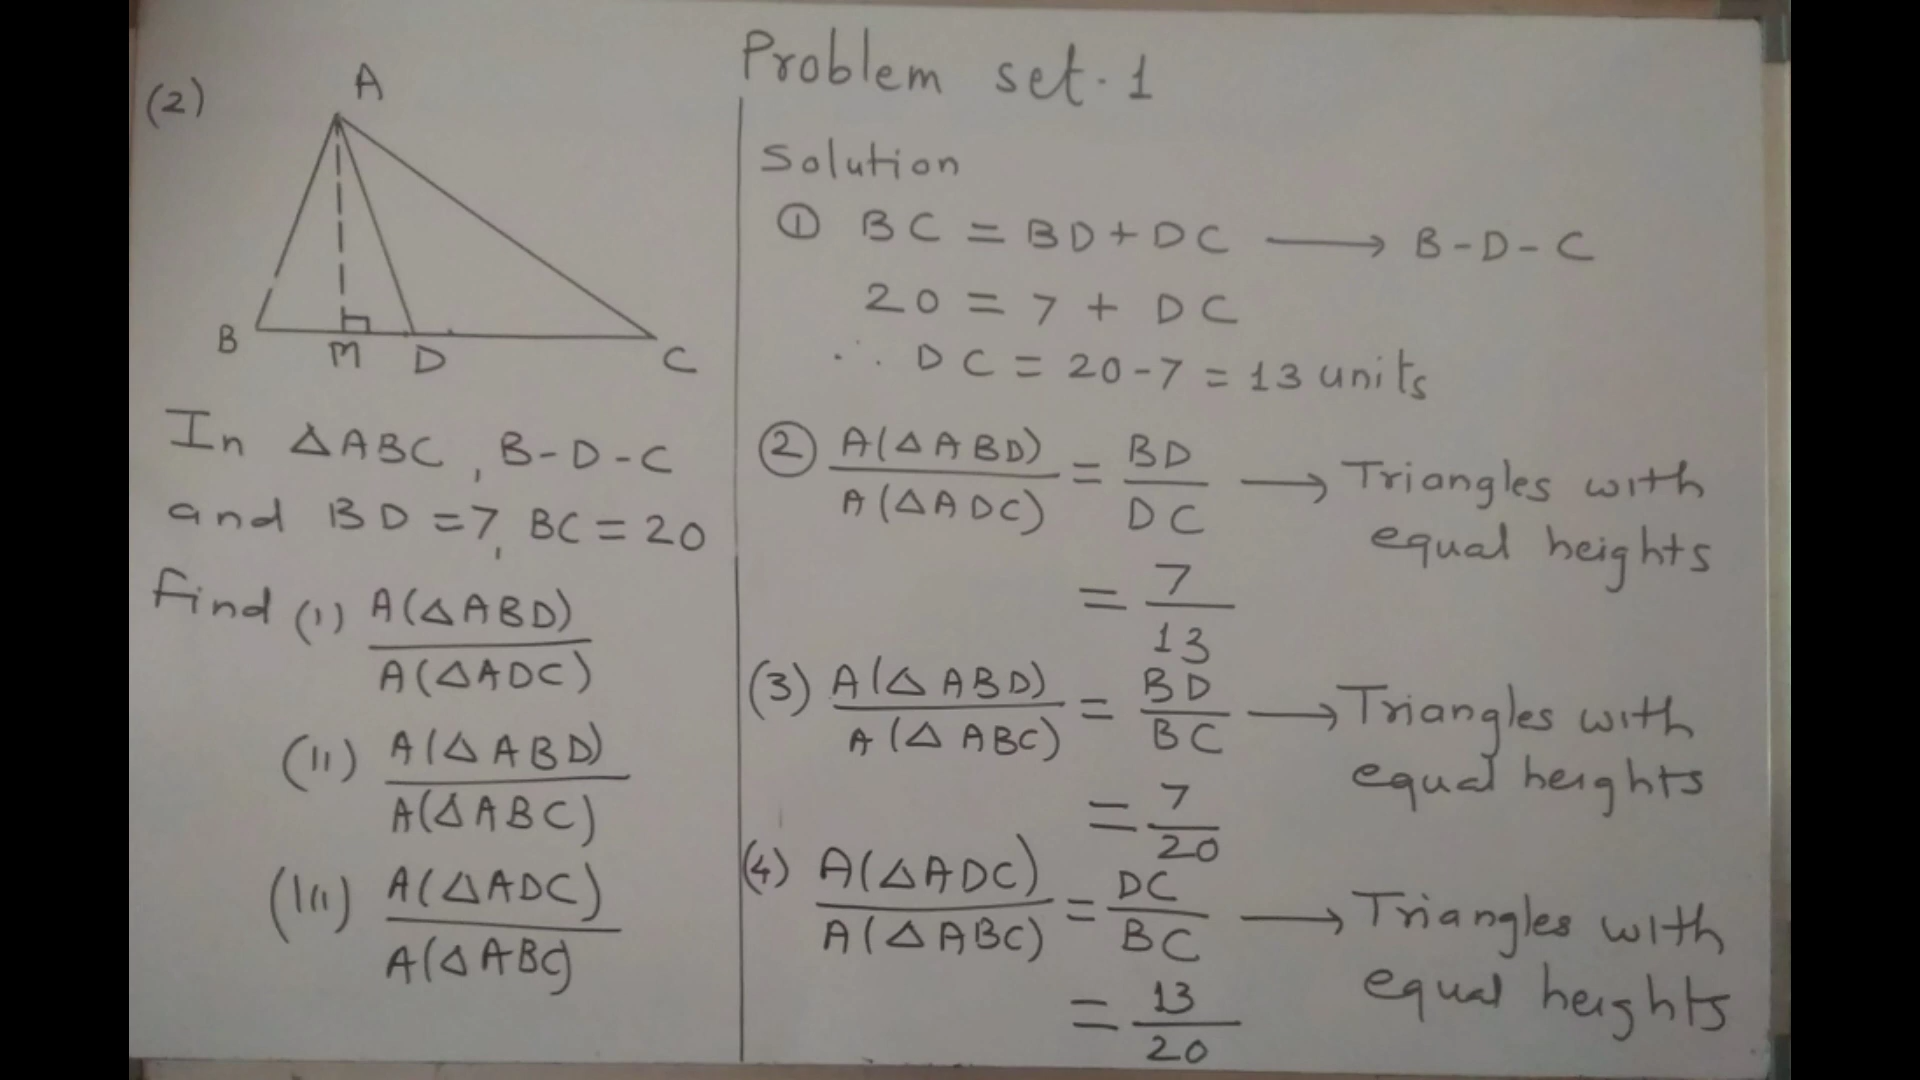 Problem set.1
(2)
A
B M D C
In △ABC, B-D-C
and BD =7, BC=20
Find (i) A(△ABD)
A(△ADC)
(ii) A(△ABD)
A(△ABC)
(iii) A(△ADC)
A(△ABC)
Solution
① BC = BD+DC ⟶ B-D-C
20 = 7 + DC
∴ DC = 20-7 = 13 units
② A(△ABD) = BD ⟶ Triangles with
A(△ADC) DC equal heights
= 7
13
(3) A(△ABD) = BD ⟶ Triangles with
A(△ABC) BC equal heights
= 7
20
(4) A(△ADC) = DC ⟶ Triangles with
A(△ABC) BC equal heights
= 13
20